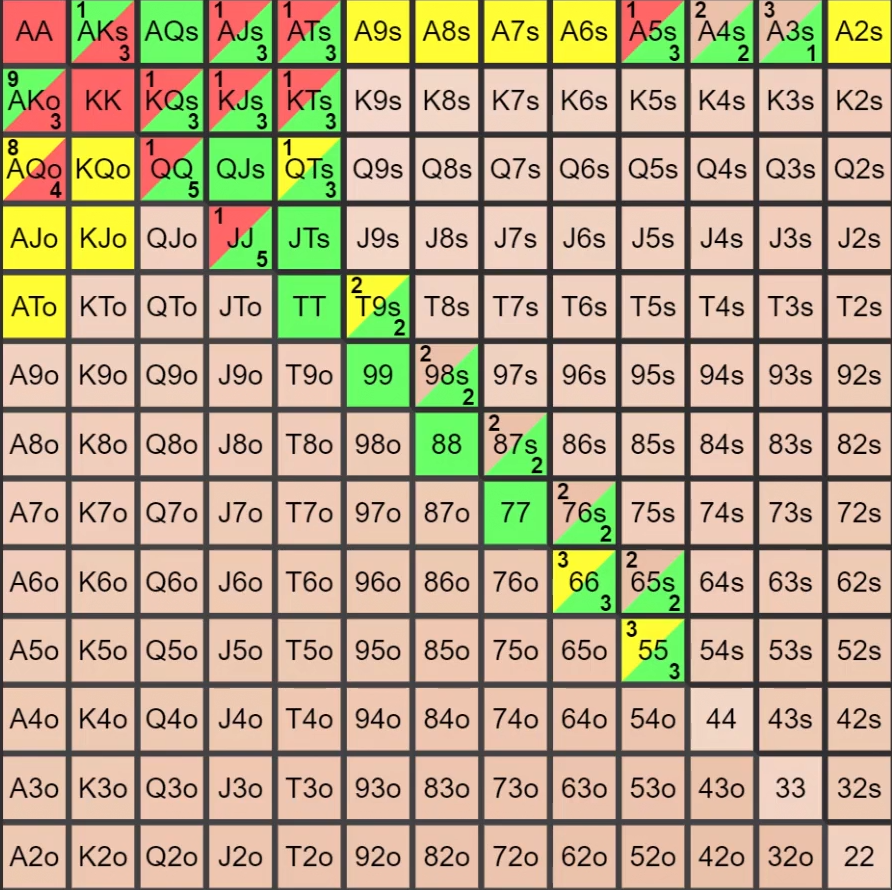 AA 1 AKs 3 AQs 1 AJs 3 1 ATs 3 A9s A8s A7s A6s 1 A5s 3 2 A4s 2 3 A3s 1 A2s
9 AKo 3 KK 1 KQs 3 1 KJs 3 1 KTs 3 K9s K8s K7s K6s K5s K4s K3s K2s
8 AQo 4 KQo 1 QQ 5 QJs 1 QTs 3 Q9s Q8s Q7s Q6s Q5s Q4s Q3s Q2s
AJo KJo QJo 1 JJ 5 JTs J9s J8s J7s J6s J5s J4s J3s J2s
ATo KTo QTo JTo TT 2 T9s 2 T8s T7s T6s T5s T4s T3s T2s
A9o K9o Q9o J9o T9o 99 2 98s 2 97s 96s 95s 94s 93s 92s
A8o K8o Q8o J8o T8o 98o 88 2 87s 2 86s 85s 84s 83s 82s
A7o K7o Q7o J7o T7o 97o 87o 77 2 76s 2 75s 74s 73s 72s
A6o K6o Q6o J6o T6o 96o 86o 76o 3 66 3 2 65s 2 64s 63s 62s
A5o K5o Q5o J5o T5o 95o 85o 75o 65o 3 55 3 54s 53s 52s
A4o K4o Q4o J4o T4o 94o 84o 74o 64o 54o 44 43s 42s
A3o K3o Q3o J3o T3o 93o 83o 73o 63o 53o 43o 33 32s
A2o K2o Q2o J2o T2o 92o 82o 72o 62o 52o 42o 32o 22